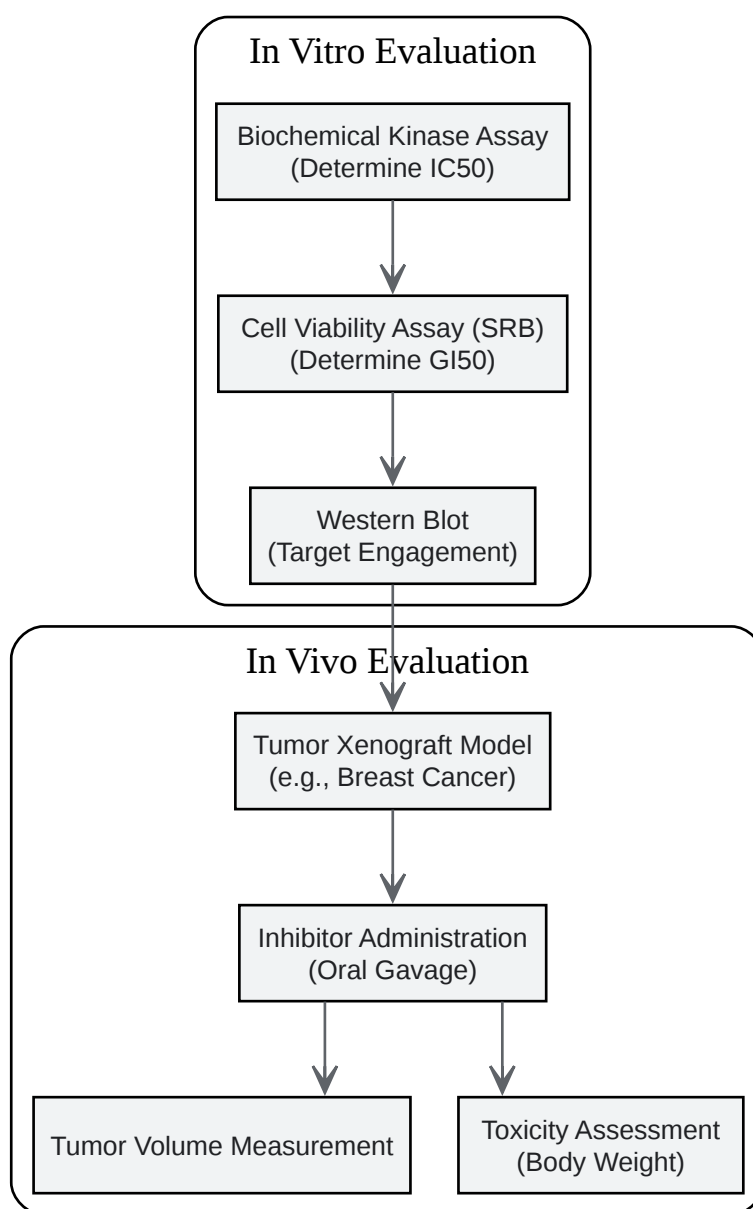 In Vitro Evaluation
Biochemical Kinase Assay
(Determine IC50)
Cell Viability Assay (SRB)
(Determine GI50)
Western Blot
(Target Engagement)
In Vivo Evaluation
Tumor Xenograft Model
(e.g., Breast Cancer)
Inhibitor Administration
(Oral Gavage)
Tumor Volume Measurement
Toxicity Assessment
(Body Weight)